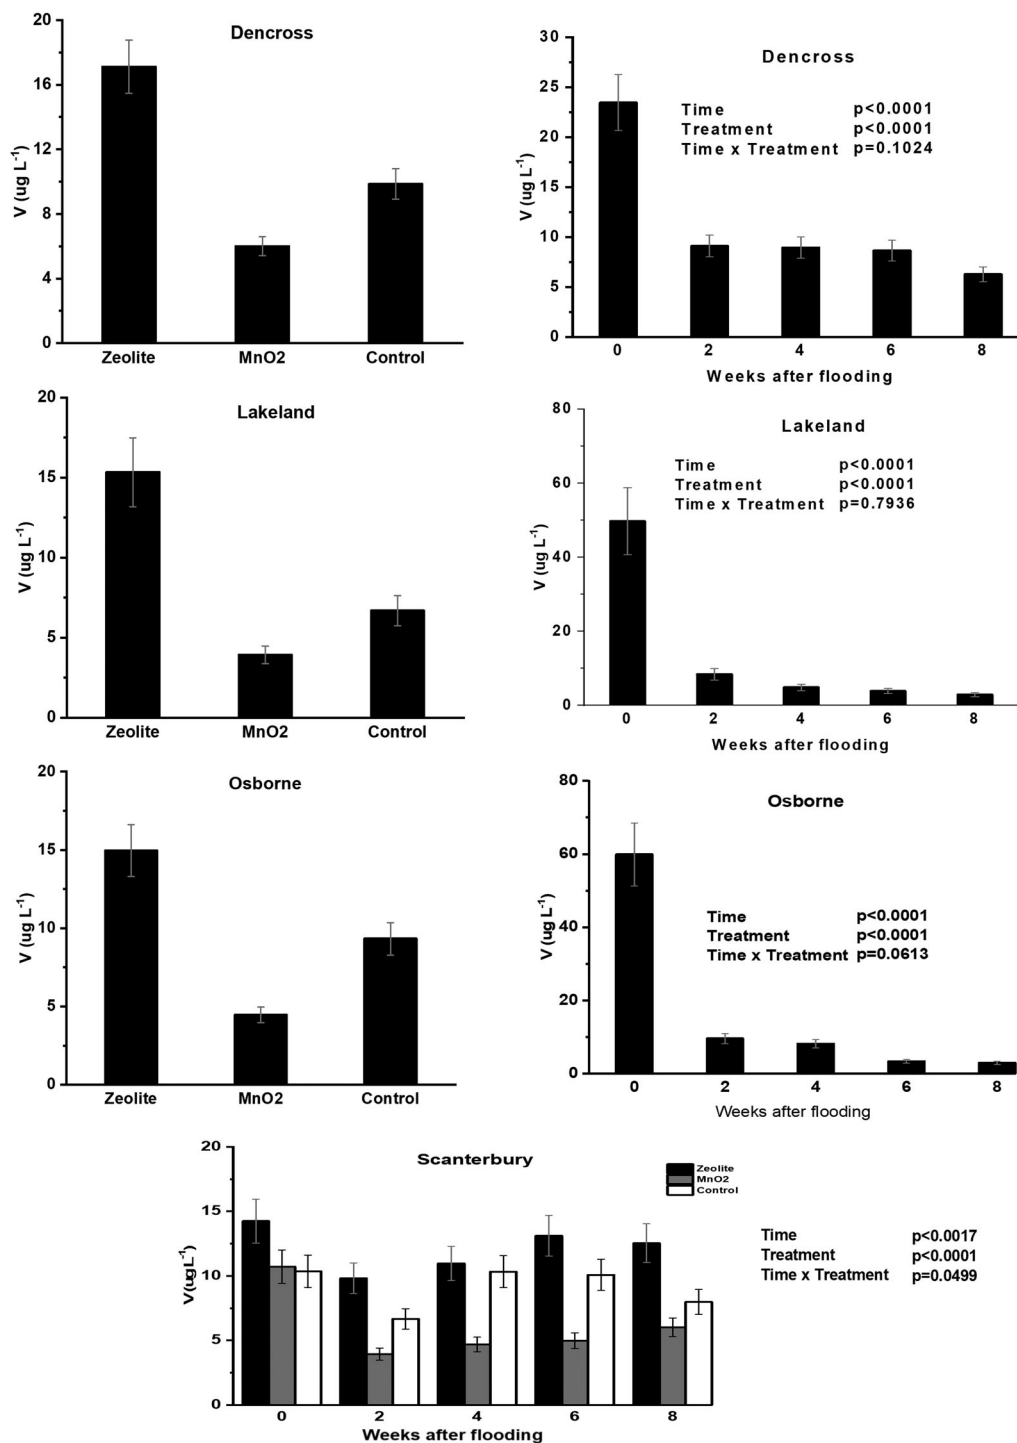 Dencross
20
16
12
8
4
0
V (ug L-1)
Zeolite MnO2 Control
Dencross
30
25
20
15
10
5
0
V (ug L-1)
Time p<0.0001
Treatment p<0.0001
Time x Treatment p=0.1024
0 2 4 6 8
Weeks after flooding
Lakeland
20
15
10
5
0
V (ug L-1)
Zeolite MnO2 Control
Lakeland
80
60
40
20
0
V (ug L-1)
Time p<0.0001
Treatment p<0.0001
Time x Treatment p=0.7936
0 2 4 6 8
Weeks after flooding
Osborne
20
15
10
5
0
V (ug L-1)
Zeolite MnO2 Control
Osborne
80
60
40
20
0
V (ug L-1)
Time p<0.0001
Treatment p<0.0001
Time x Treatment p=0.0613
0 2 4 6 8
Weeks after flooding
Scanterbury
20
15
10
5
0
V(ugL-1)
Zeolite
MnO2
Control
Time p<0.0017
Treatment p<0.0001
Time x Treatment p=0.0499
0 2 4 6 8
Weeks after flooding